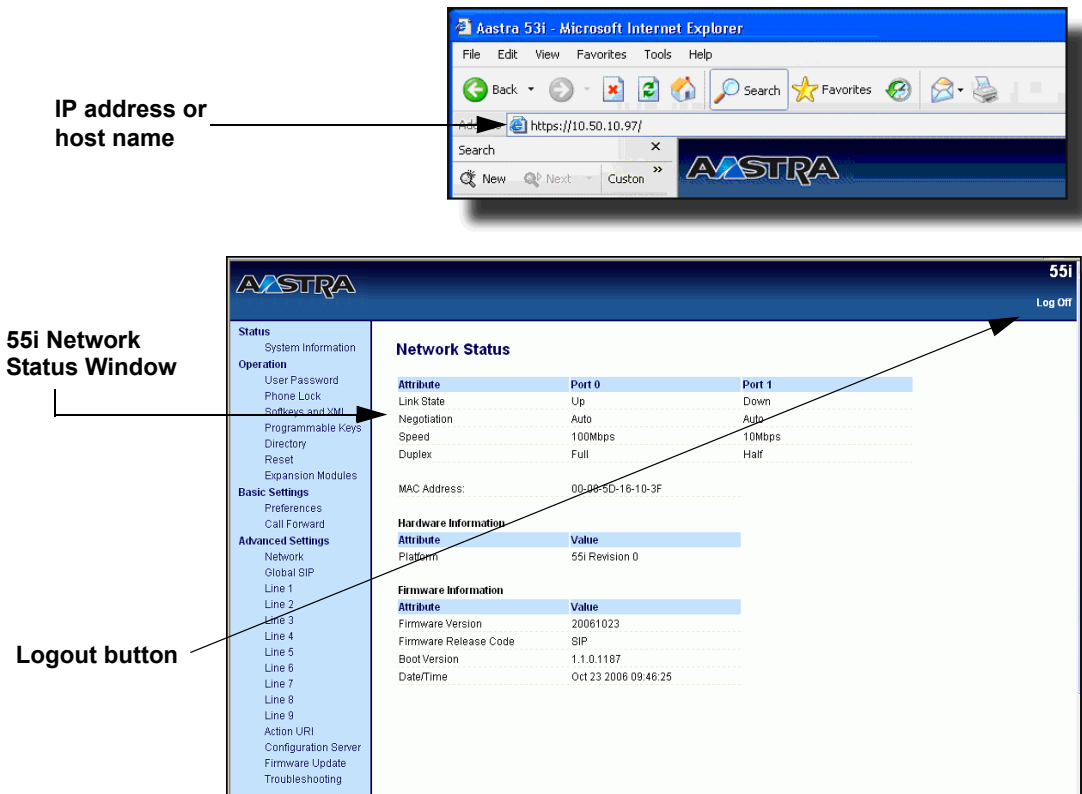 Aastra 53i - Microsoft Internet Explorer
File Edit View Favorites Tools Help
Back Search Favorites
IP address or
host name
https://10.50.10.97/
Search
New Next Custon »
AASTRA
AASTRA
55i
Log Off
55i Network
Status Window
Logout button
Status
System Information
Operation
User Password
Phone Lock
Softkeys and XML
Programmable Keys
Directory
Reset
Expansion Modules
Basic Settings
Preferences
Call Forward
Advanced Settings
Network
Global SIP
Line 1
Line 2
Line 3
Line 4
Line 5
Line 6
Line 7
Line 8
Line 9
Action URI
Configuration Server
Firmware Update
Troubleshooting
Network Status
Attribute Port 0 Port 1
Link State Up Down
Negotiation Auto Auto
Speed 100Mbps 10Mbps
Duplex Full Half
MAC Address: 00-08-5D-16-10-3F
Hardware Information
Attribute Value
Platform 55i Revision 0
Firmware Information
Attribute Value
Firmware Version 20061023
Firmware Release Code SIP
Boot Version 1.1.0.1187
Date/Time Oct 23 2006 09:46:25